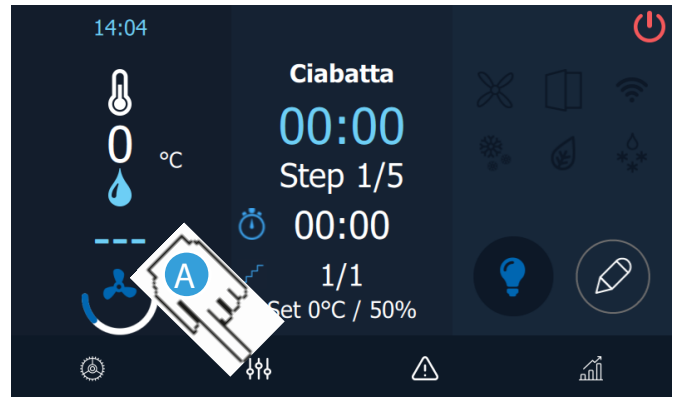 14:04
0 °C
---
Ciabatta
00:00
Step 1/5
00:00
1/1
Set 0°C / 50%
A